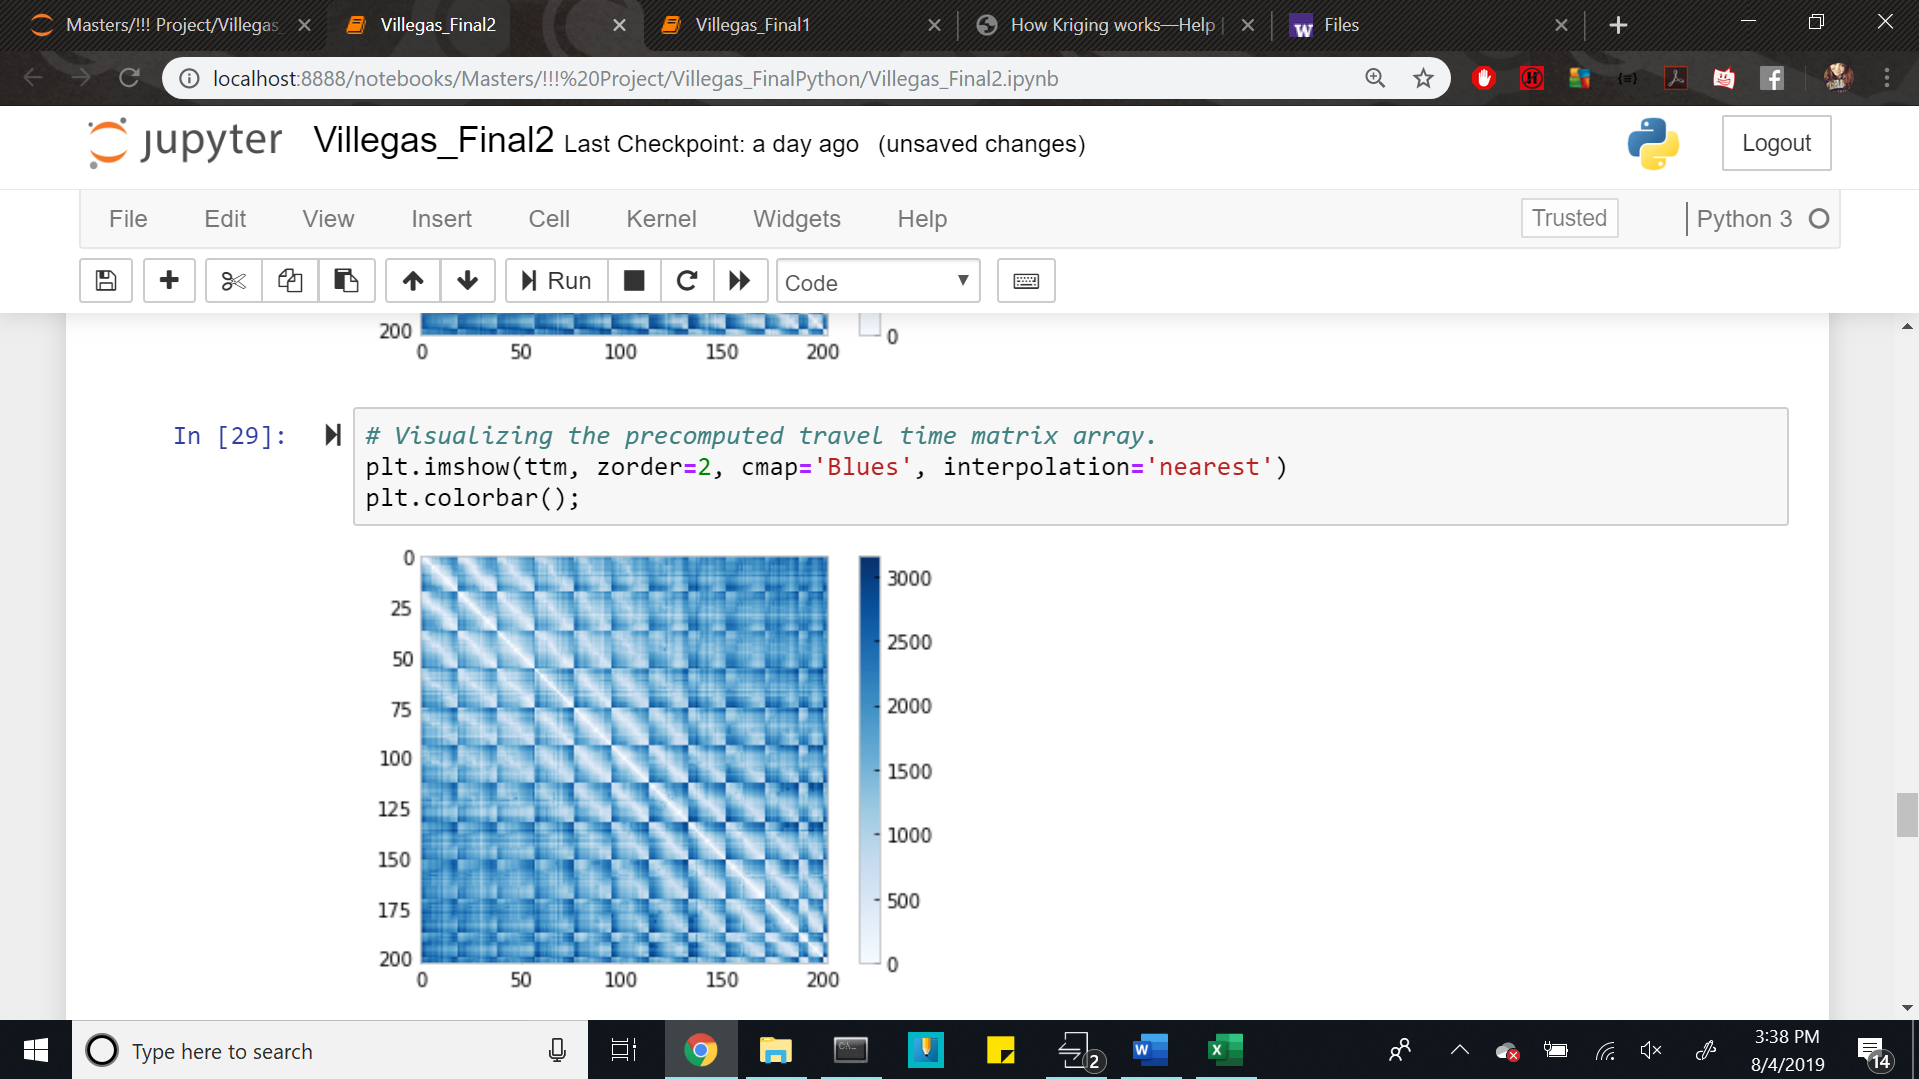 Masters/!!! Project/Villegas_
Villegas_Final2
Villegas_Final1
How Kriging works—Help |
W
Files
localhost:8888/notebooks/Masters/!!!%20Project/Villegas_FinalPython/Villegas_Final2.ipynb
jupyter Villegas_Final2 Last Checkpoint: a day ago (unsaved changes)
Logout
File Edit View Insert Cell Kernel Widgets Help
Trusted
Python 3
Run
Code
200
0 50 100 150 200
0
In [29]:
# Visualizing the precomputed travel time matrix array.
plt.imshow(ttm, zorder=2, cmap='Blues', interpolation='nearest')
plt.colorbar();
0
25
50
75
100
125
150
175
200
0 50 100 150 200
3000
2500
2000
1500
1000
500
0
Type here to search
2
W
X
3:38 PM
8/4/2019
14